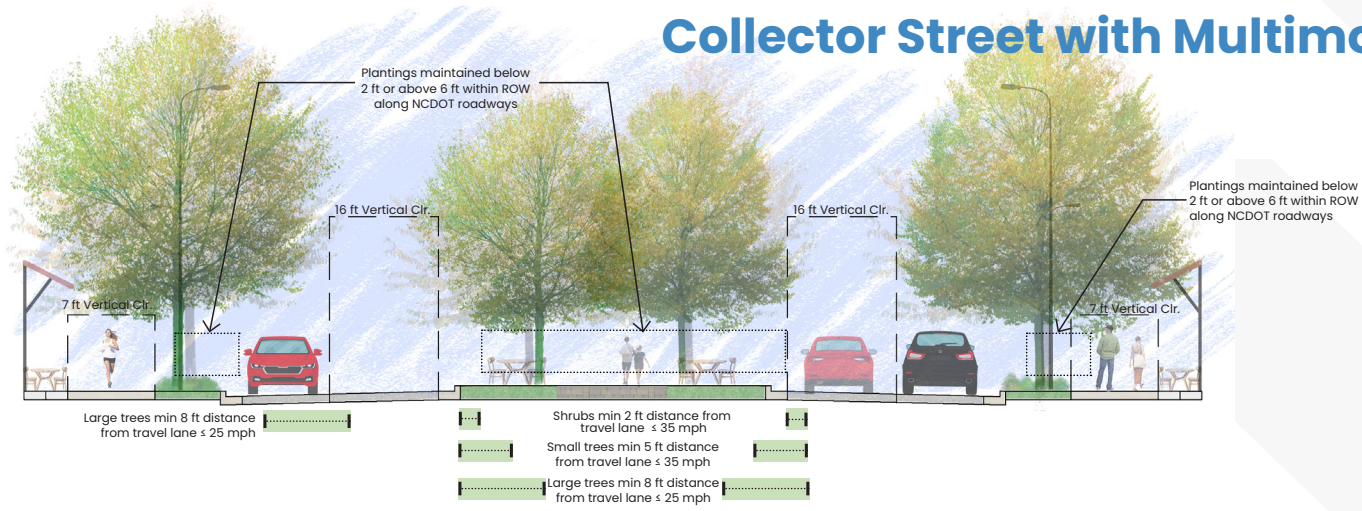 Collector Street with
Plantings maintained below
2 ft or above 6 ft within ROW
along NCDOT roadways
Plantings maintained below
2 ft or above 6 ft within ROW
along NCDOT roadways
16 ft Vertical Clr.
16 ft Vertical Clr.
7 ft Vertical Clr.
7 ft Vertical Clr.
Large trees min 8 ft distance
from travel lane ≤ 25 mph
Shrubs min 2 ft distance from
travel lane ≤ 35 mph
Small trees min 5 ft distance
from travel lane ≤ 35 mph
Large trees min 8 ft distance
from travel lane ≤ 25 mph